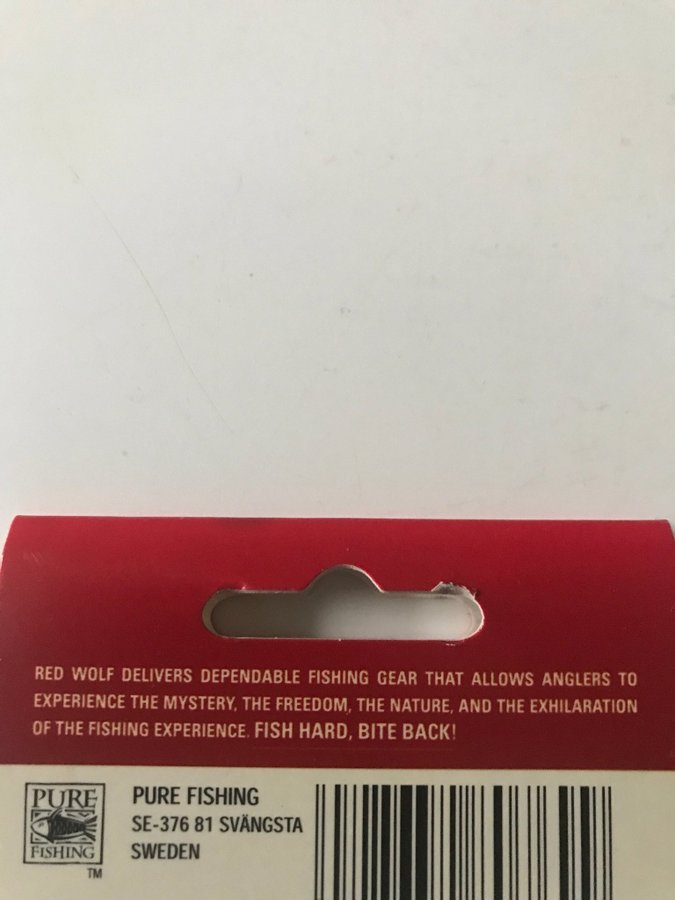 RED WOLF DELIVERS DEPENDABLE FISHING GEAR THAT ALLOWS ANGLERS TO
EXPERIENCE THE MYSTERY, THE FREEDOM, THE NATURE, AND THE EXHILARATION
OF THE FISHING EXPERIENCE. FISH HARD, BITE BACK!
PURE
FISHING
TM
PURE FISHING
SE-376 81 SVÄNGSTA
SWEDEN